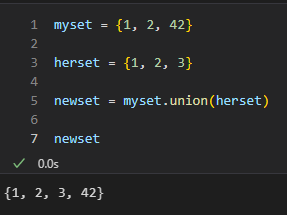 1 myset = {1, 2, 42}
2
3 herset = {1, 2, 3}
4
5 newset = myset.union(herset)
6
7 newset
✓ 0.0s
{1, 2, 3, 42}